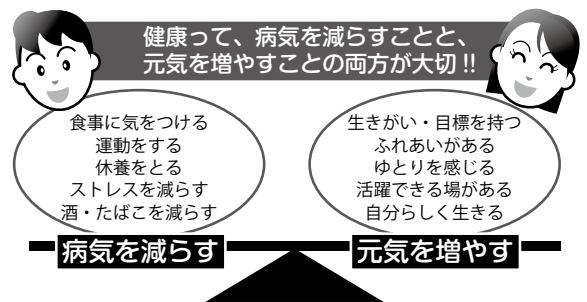 健康って、病気を減らすことと、
元気を増やすことの両方が大切!!
食事に気をつける
運動をする
休養をとる
ストレスを減らす
酒・たばこを減らす
生きがい・目標を持つ
ふれあいがある
ゆとりを感じる
活躍できる場がある
自分らしく生きる
病気を減らす
元気を増やす